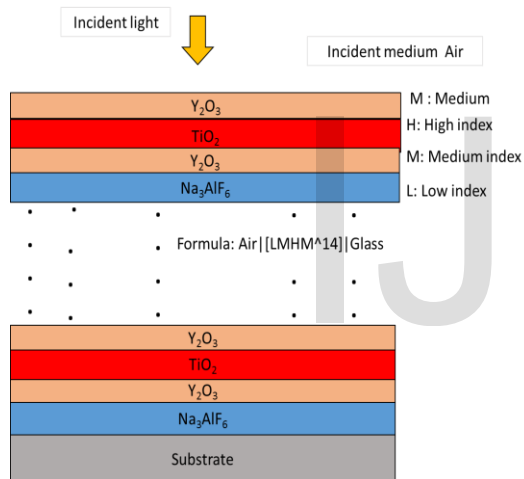 Incident light
Incident medium Air
Y₂O₃
M : Medium
TiO₂
H: High index
Y₂O₃
M: Medium index
Na₃AlF₆
L: Low index
Formula: Air|[LMHM^14]|Glass
Y₂O₃
TiO₂
Y₂O₃
Na₃AlF₆
Substrate
IJ